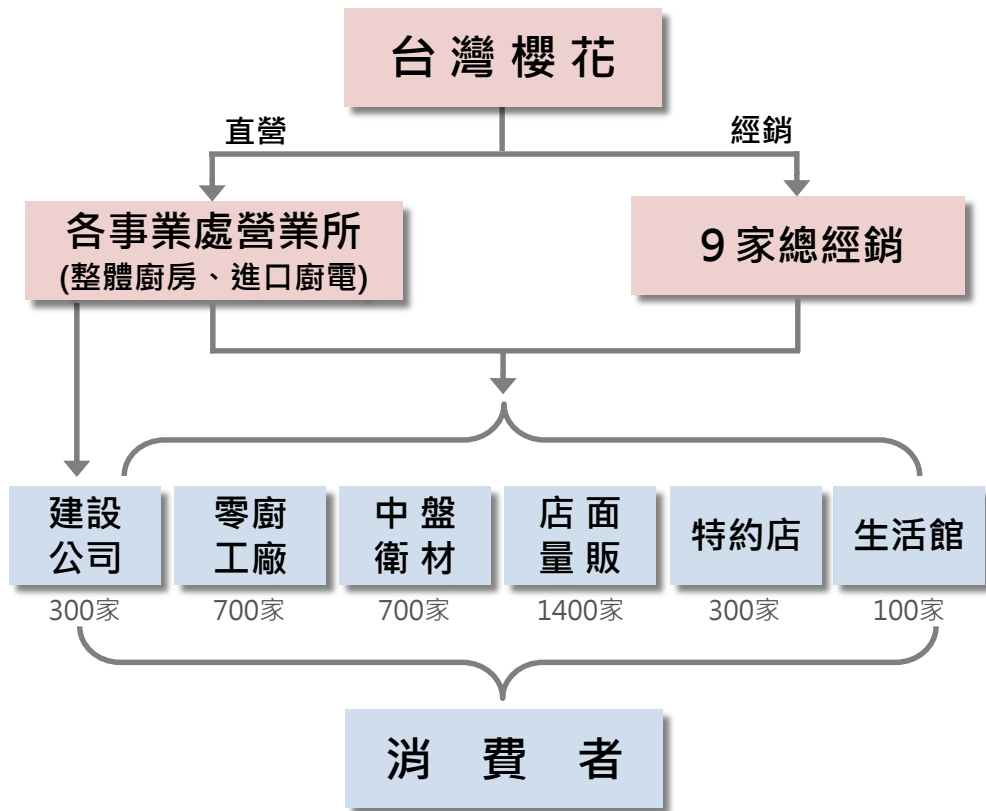 台灣櫻花
直營
經銷
各事業處營業所
(整體廚房、進口廚電)
9家總經銷
建設
公司
零廚
工廠
中盤
衛材
店面
量販
特約店
生活館
300家
700家
700家
1400家
300家
100家
消費者